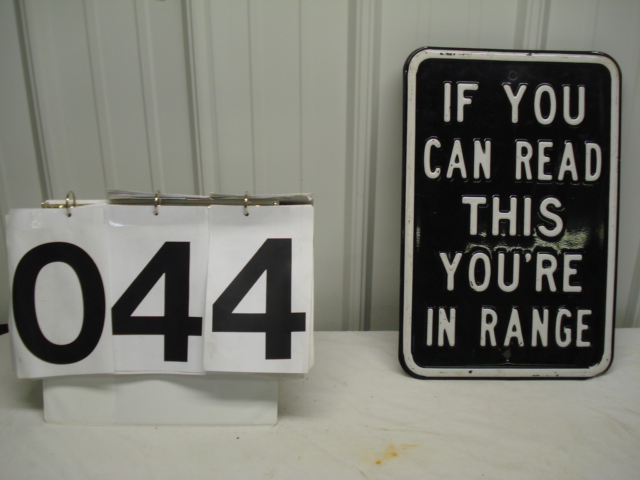 044
IF YOU
CAN READ
THIS
YOU'RE
IN RANGE